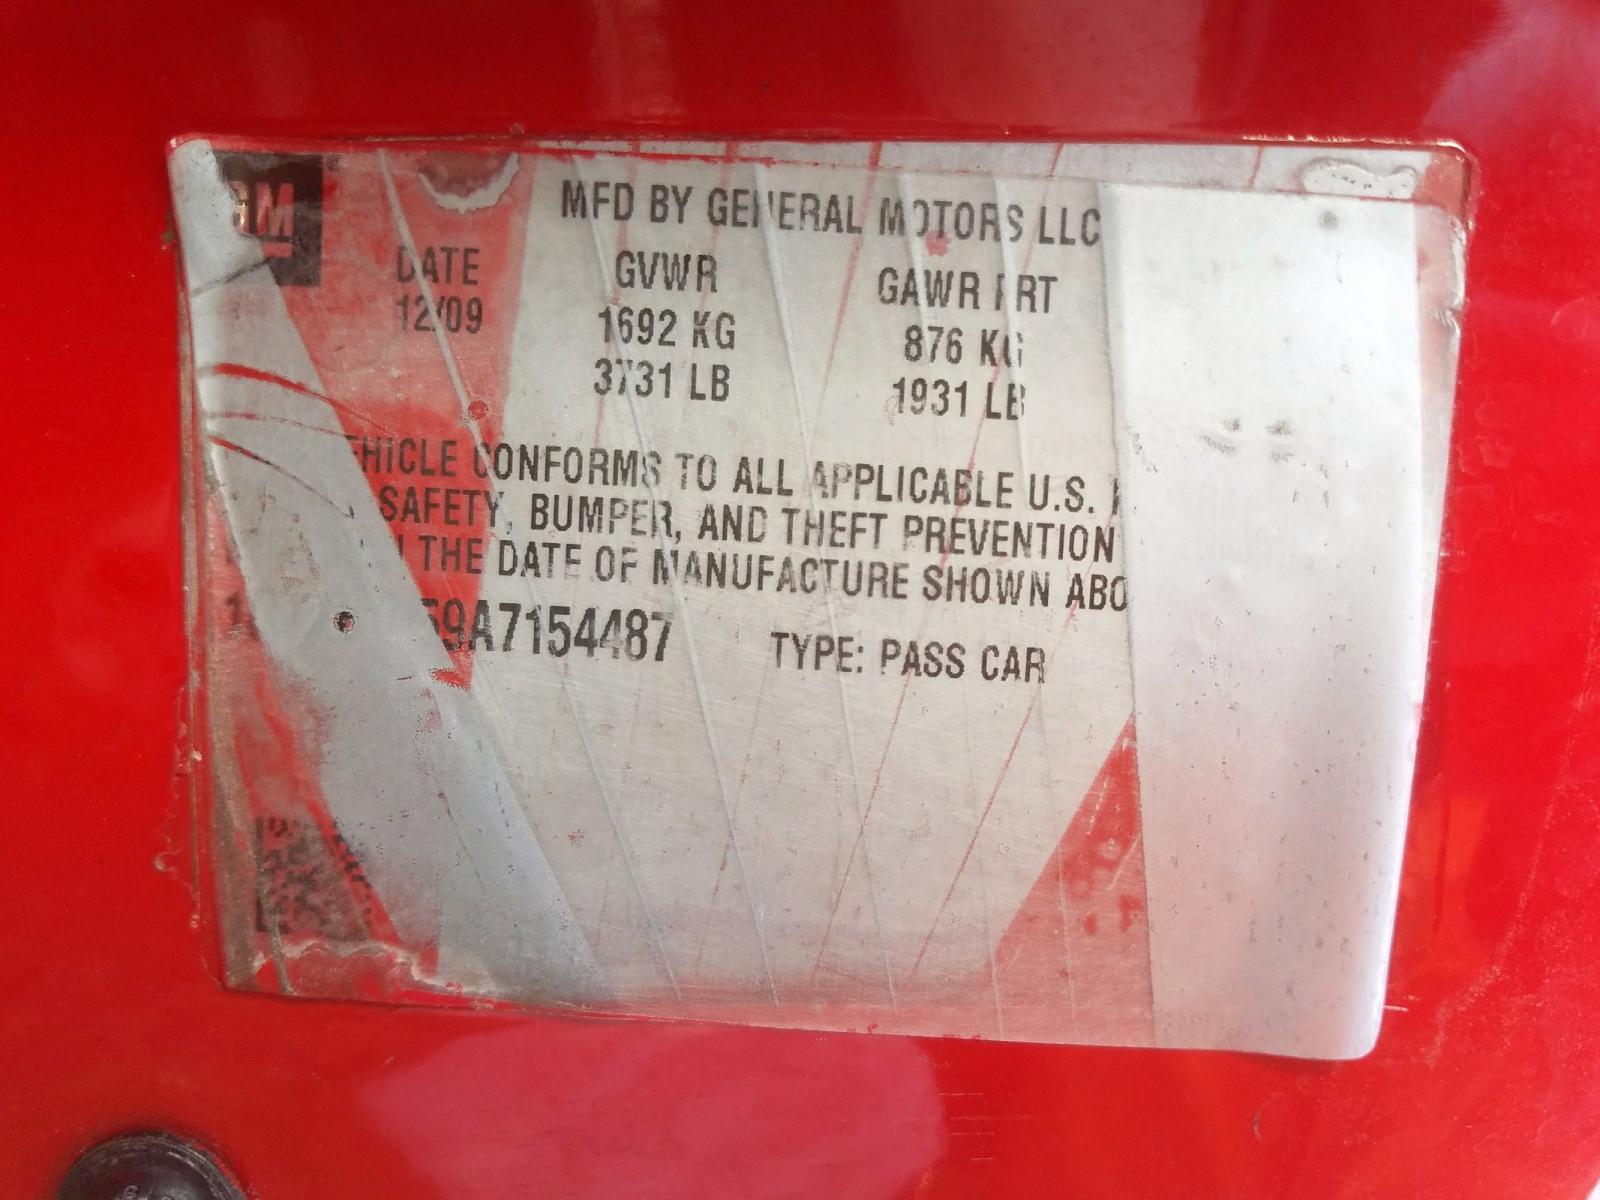 GM
MFD BY GENERAL MOTORS LLC
DATE GVWR GAWR FRT
12/09 1692 KG 876 KG
3731 LB 1931 LB
EHICLE CONFORMS TO ALL APPLICABLE U.S.
SAFETY, BUMPER, AND THEFT PREVENTION
THE DATE OF MANUFACTURE SHOWN ABO
59A7154487 TYPE: PASS CAR